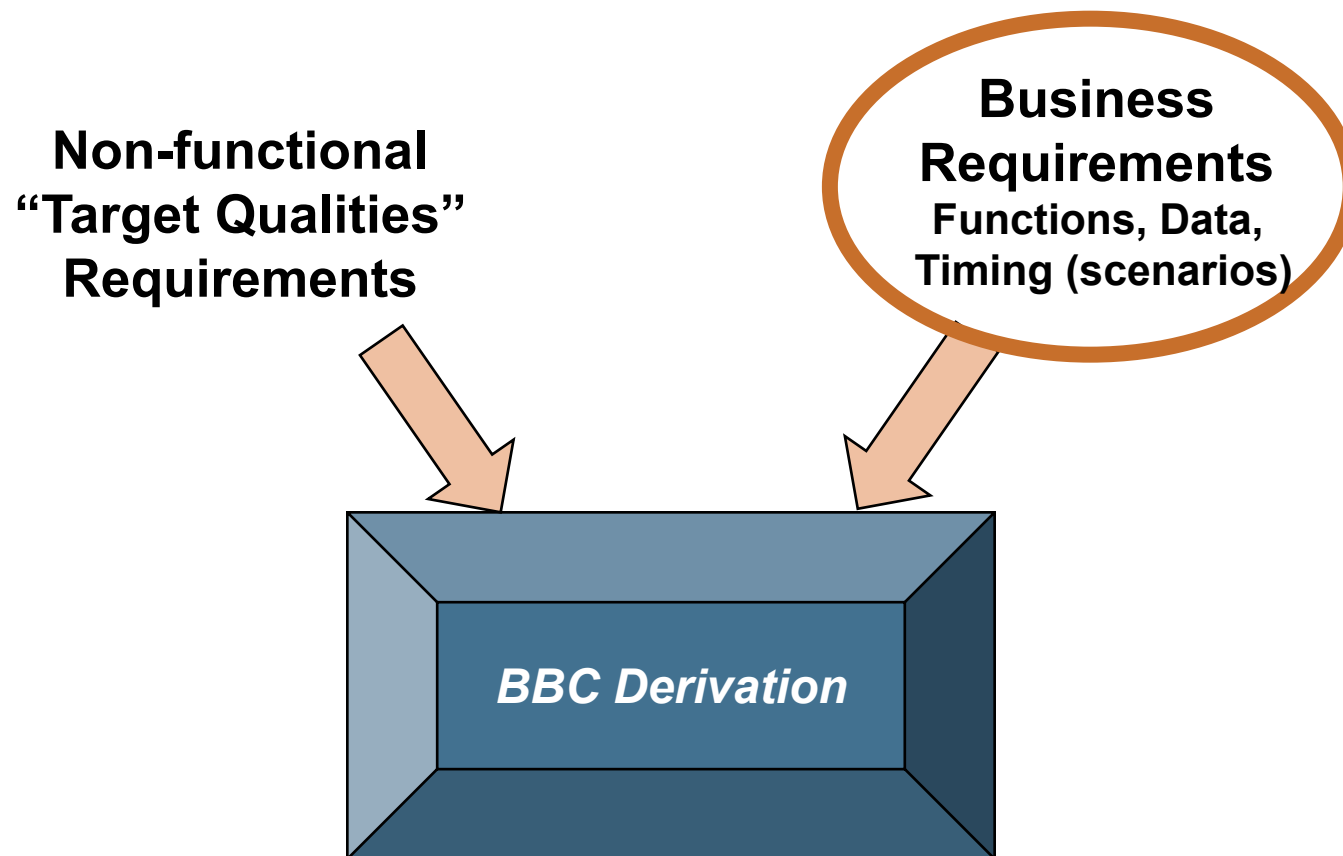 Non-functional
“Target Qualities”
Requirements
Business
Requirements
Functions, Data,
Timing (scenarios)
BBC Derivation